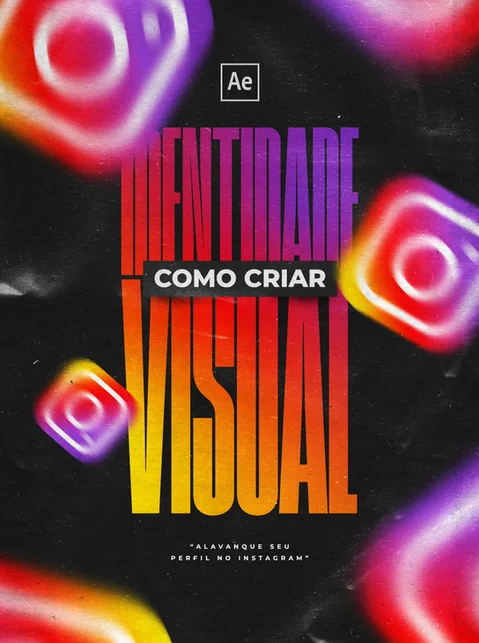 Ae
IDENTIDADE
COMO CRIAR
VISUAL
"ALAVANQUE SEU
PERFIL NO INSTAGRAM"